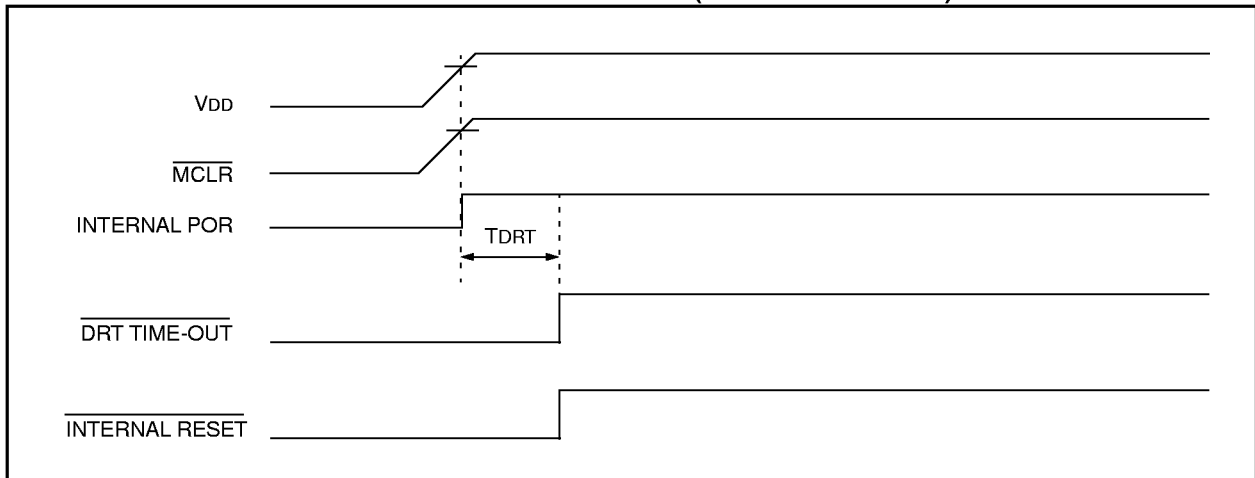 VDD
MCLR
INTERNAL POR
TDRT
DRT TIME-OUT
INTERNAL RESET